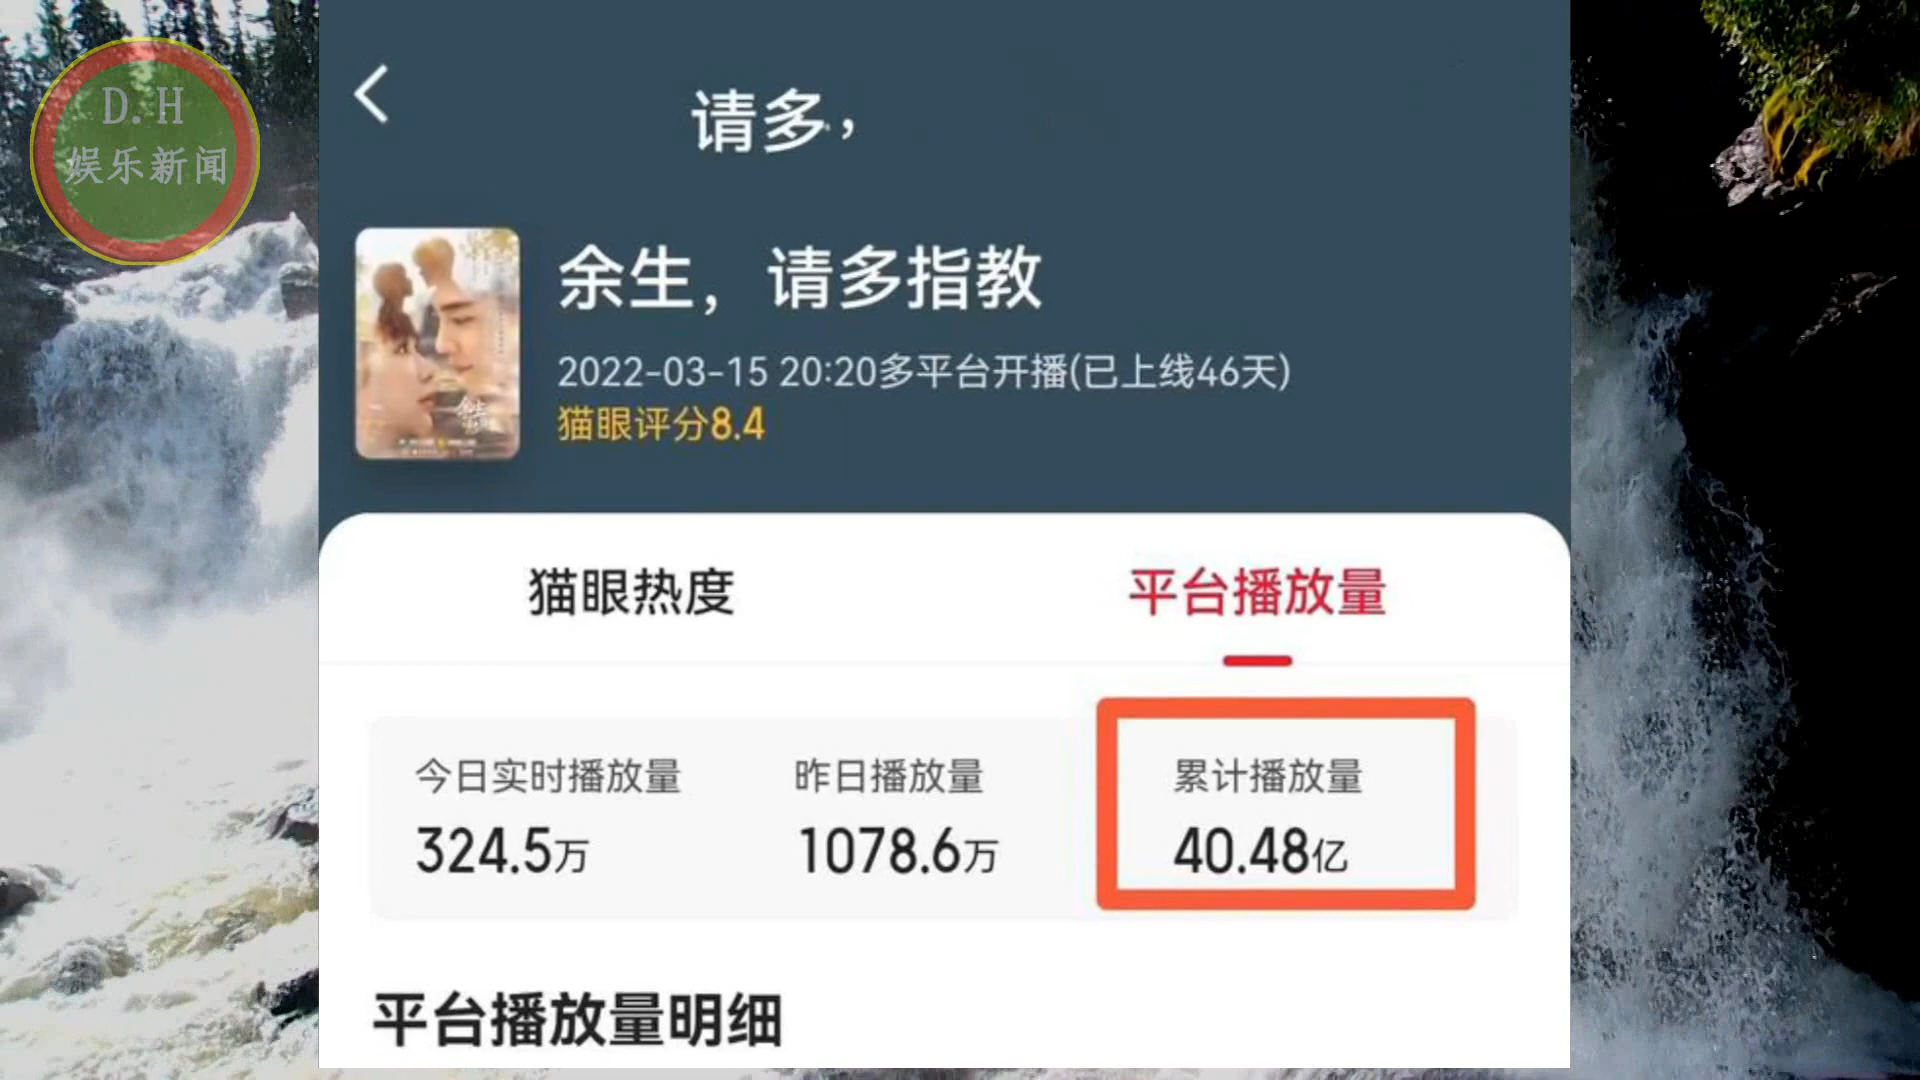 D.H
娱乐新闻
请多，
余生，请多指教
2022-03-15 20:20多平台开播(已上线46天)
猫眼评分8.4
猫眼热度 平台播放量
今日实时播放量 昨日播放量 累计播放量
324.5万 1078.6万 40.48亿
平台播放量明细